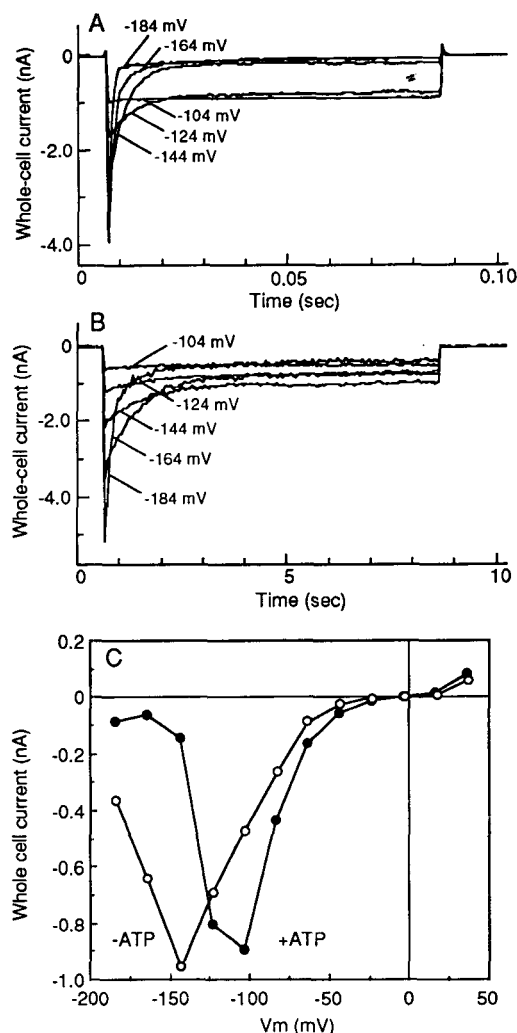 A
Whole-cell current (nA)
0
-2.0
-4.0
-184 mV
-164 mV
-104 mV
-124 mV
-144 mV
0
0.05
0.10
Time (sec)
B
Whole-cell current (nA)
0
-2.0
-4.0
-104 mV
-124 mV
-144 mV
-164 mV
-184 mV
0
5
10
Time (sec)
C
Whole cell current (nA)
0.2
0
-0.2
-0.4
-0.6
-0.8
-1.0
-ATP
+ATP
-200
-150
-100
-50
0
50
Vm (mV)